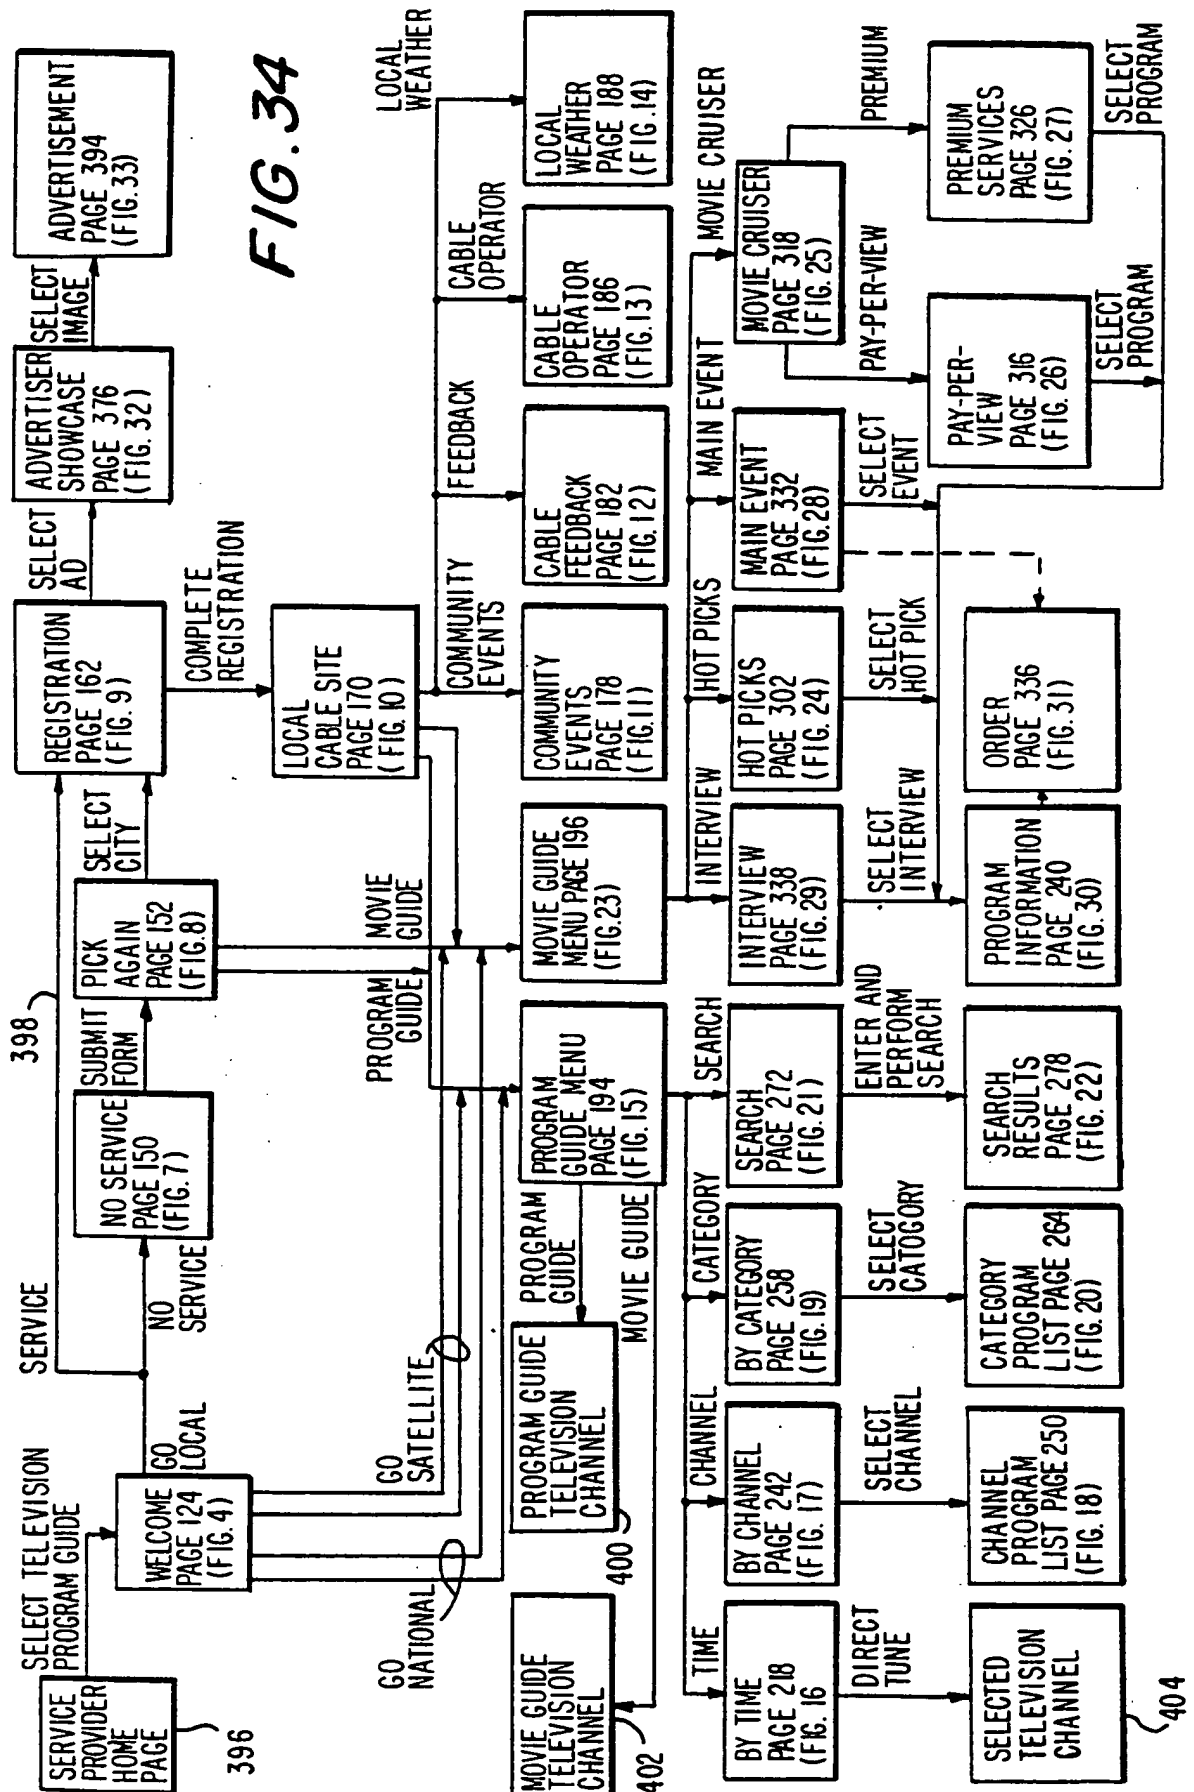 FIG. 34
SERVICE
PROVIDER
HOME
PAGE
396
SELECT TELEVISION
PROGRAM GUIDE
WELCOME
PAGE 124
(FIG. 4)
GO LOCAL
SERVICE
NO
SERVICE
398
NO SERVICE
PAGE 150
(FIG. 7)
SUBMIT
FORM
PICK
AGAIN
PAGE 152
(FIG. 8)
SELECT
CITY
REGISTRATION
PAGE 162
(FIG. 9)
SELECT
AD
ADVERTISER
SHOWCASE
PAGE 376
(FIG. 32)
SELECT
IMAGE
ADVERTISEMENT
PAGE 394
(FIG. 33)
COMPLETE
REGISTRATION
LOCAL
CABLE SITE
PAGE 170
(FIG. 10)
GO
NATIONAL
GO
SATELLITE
PROGRAM
GUIDE
MOVIE
GUIDE
COMMUNITY
EVENTS
FEEDBACK
CABLE
OPERATOR
LOCAL
WEATHER
MOVIE GUIDE
TELEVISION
CHANNEL
402
PROGRAM GUIDE
TELEVISION
CHANNEL
400
PROGRAM
GUIDE
MOVIE GUIDE
PROGRAM
GUIDE MENU
PAGE 194
(FIG. 15)
MOVIE GUIDE
MENU PAGE 196
(FIG. 23)
COMMUNITY
EVENTS
PAGE 178
(FIG. 11)
CABLE
FEEDBACK
PAGE 182
(FIG. 12)
CABLE
OPERATOR
PAGE 186
(FIG. 13)
LOCAL
WEATHER
PAGE 188
(FIG. 14)
TIME
CHANNEL
CATEGORY
SEARCH
INTERVIEW
HOT PICKS
MAIN EVENT
MOVIE CRUISER
BY TIME
PAGE 218
(FIG. 16
BY CHANNEL
PAGE 242
(FIG. 17)
BY CATEGORY
PAGE 258
(FIG. 19)
SEARCH
PAGE 272
(FIG. 21)
INTERVIEW
PAGE 338
(FIG. 29)
HOT PICKS
PAGE 302
(FIG. 24)
MAIN EVENT
PAGE 332
(FIG. 28)
MOVIE CRUISER
PAGE 318
(FIG. 25)
PAY-PER-VIEW
PREMIUM
DIRECT
TUNE
SELECT
CHANNEL
SELECT
CATOGORY
ENTER AND
PERFORM
SEARCH
SELECT
INTERVIEW
SELECT
HOT PICK
SELECT
EVENT
PAY-PER-
VIEW
PAGE 316
(FIG. 26)
PREMIUM
SERVICES
PAGE 326
(FIG. 27)
SELECT
PROGRAM
SELECT
PROGRAM
SELECTED
TELEVISION
CHANNEL
404
CHANNEL
PROGRAM
LIST PAGE 250
(FIG. 18)
CATEGORY
PROGRAM
LIST PAGE 264
(FIG. 20)
SEARCH
RESULTS
PAGE 278
(FIG. 22)
PROGRAM
INFORMATION
PAGE 240
(FIG. 30)
ORDER
PAGE 336
(FIG. 31)